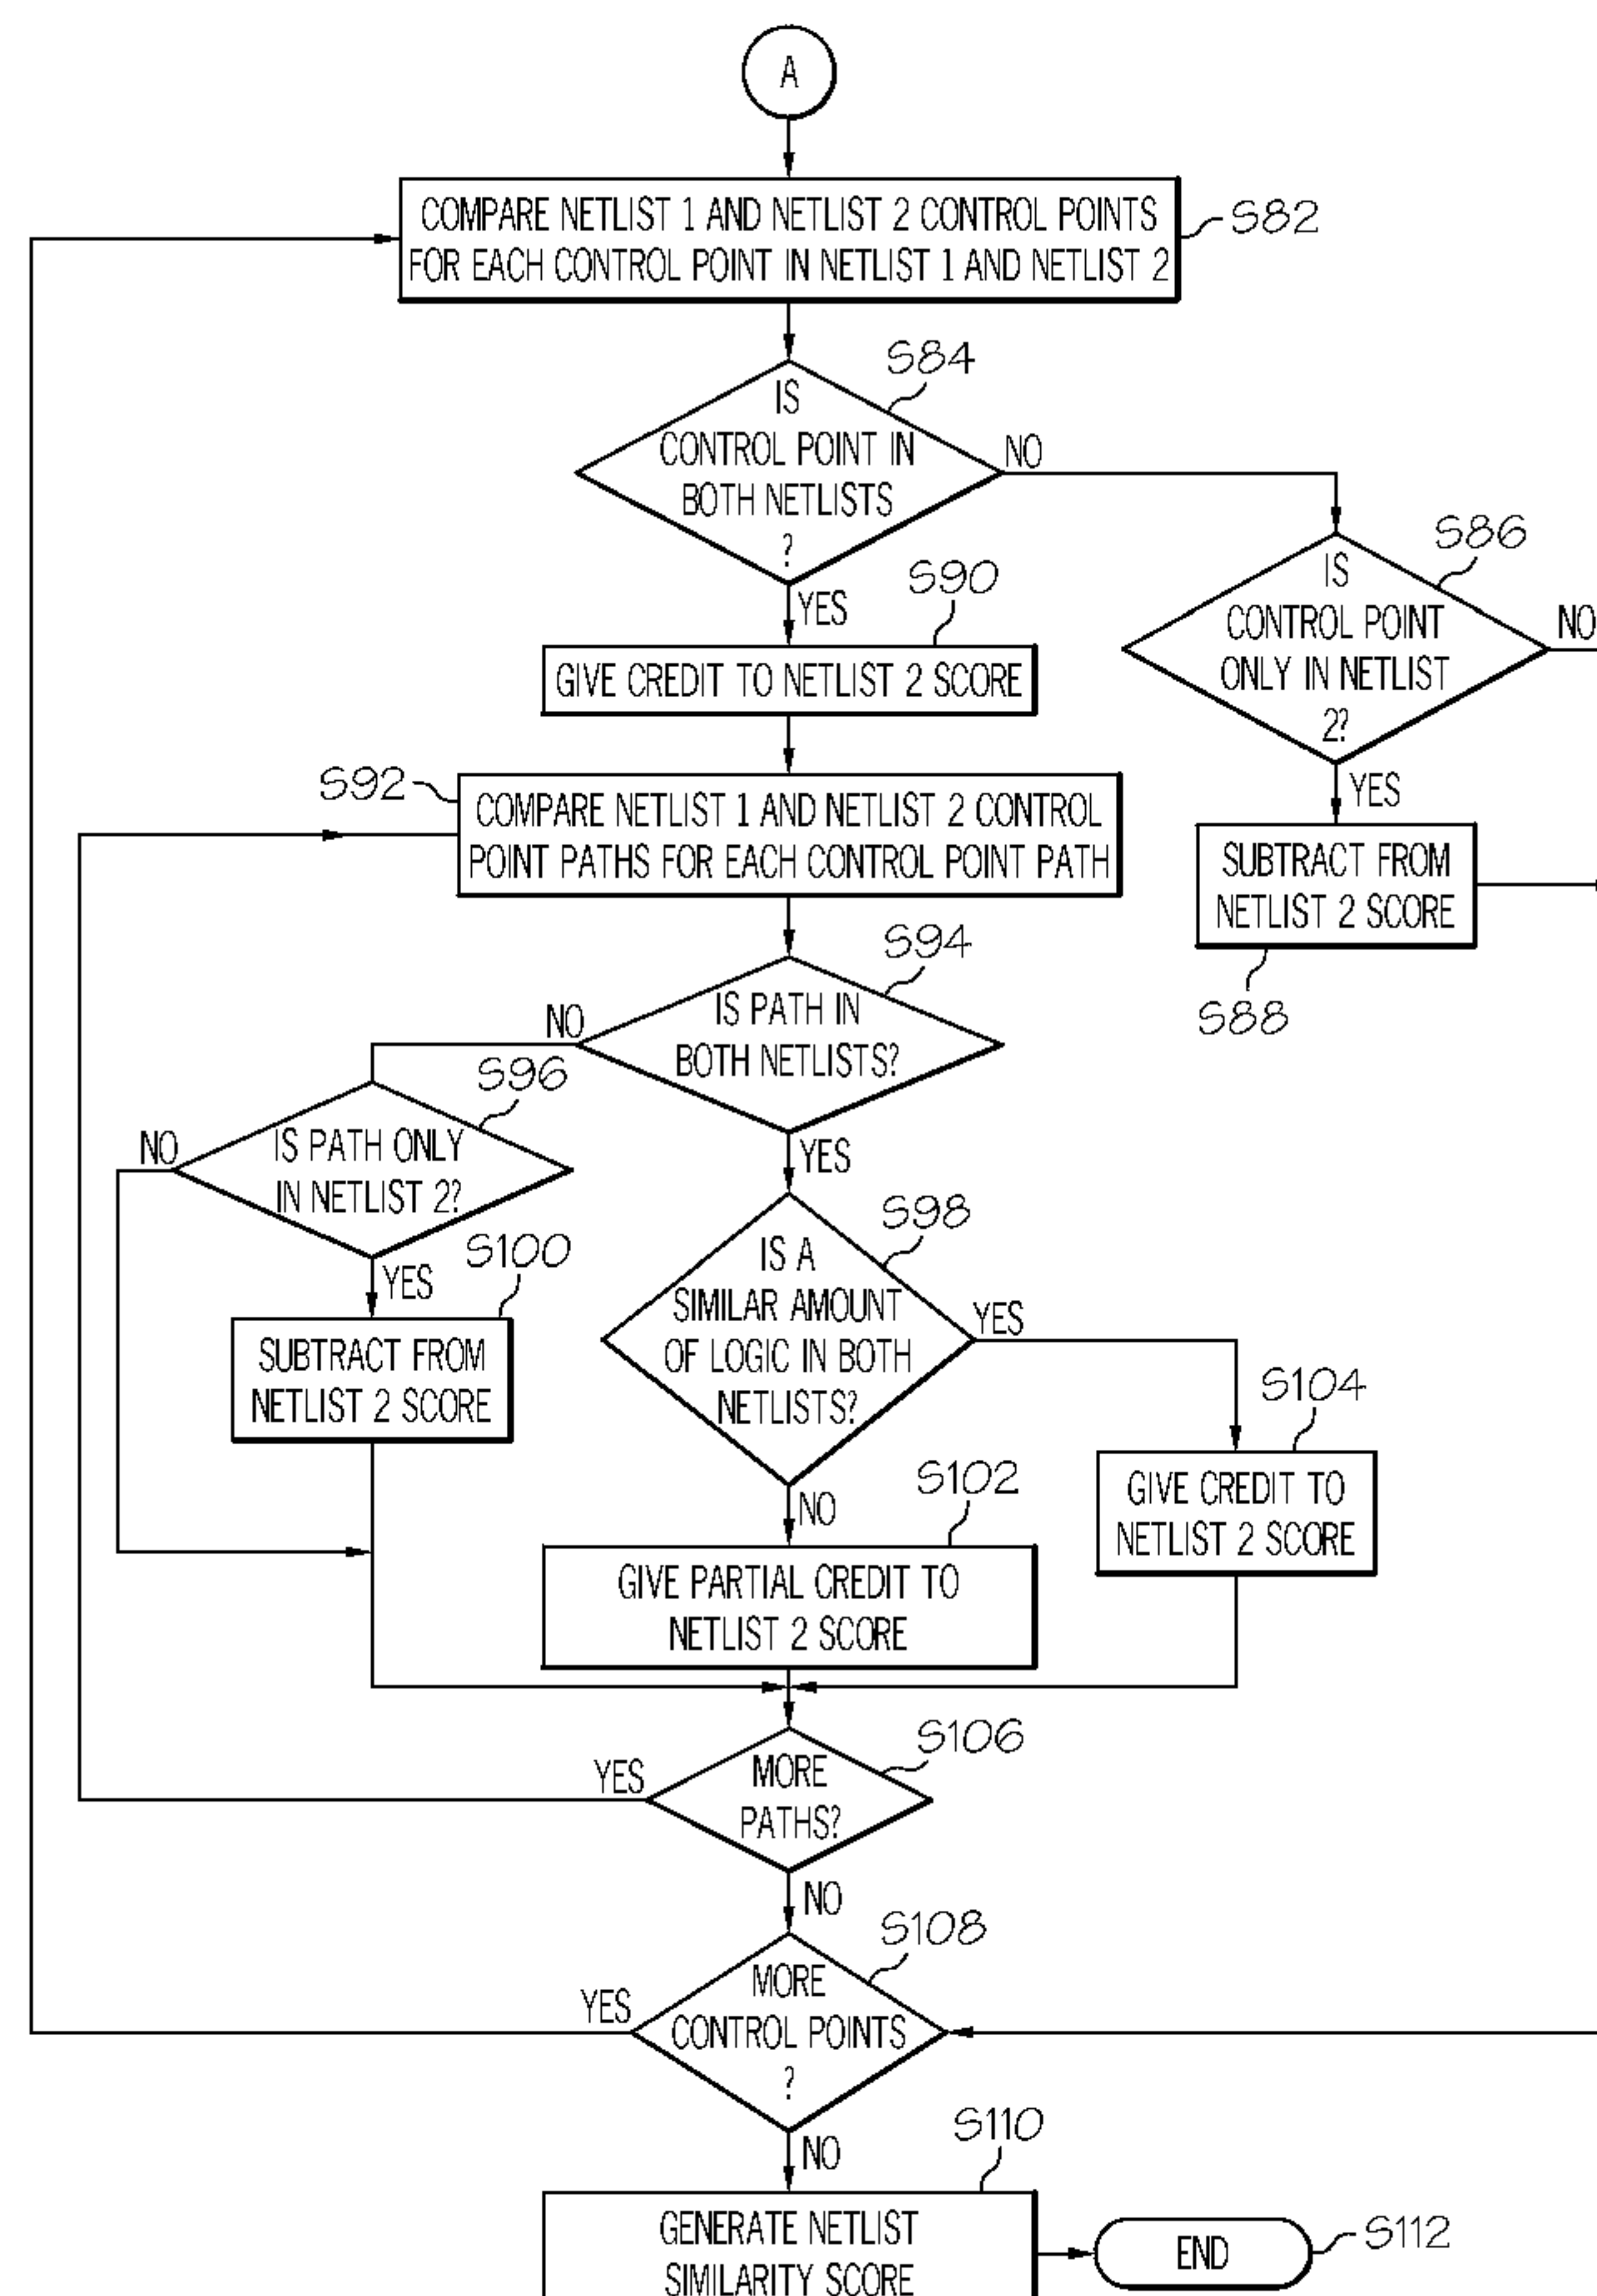 A
COMPARE NETLIST 1 AND NETLIST 2 CONTROL POINTS
FOR EACH CONTROL POINT IN NETLIST 1 AND NETLIST 2
S82
S84
IS
CONTROL POINT IN
BOTH NETLISTS
?
NO
YES
S86
IS
CONTROL POINT
ONLY IN NETLIST
2?
NO
YES
SUBTRACT FROM
NETLIST 2 SCORE
S88
S90
GIVE CREDIT TO NETLIST 2 SCORE
S92
COMPARE NETLIST 1 AND NETLIST 2 CONTROL
POINT PATHS FOR EACH CONTROL POINT PATH
S94
IS PATH IN
BOTH NETLISTS?
NO
YES
S96
IS PATH ONLY
IN NETLIST 2?
NO
YES
S100
SUBTRACT FROM
NETLIST 2 SCORE
S98
IS A
SIMILAR AMOUNT
OF LOGIC IN BOTH
NETLISTS?
YES
NO
S104
GIVE CREDIT TO
NETLIST 2 SCORE
S102
GIVE PARTIAL CREDIT TO
NETLIST 2 SCORE
S106
MORE
PATHS?
YES
NO
S108
MORE
CONTROL POINTS
?
YES
NO
S110
GENERATE NETLIST
SIMILARITY SCORE
END
S112